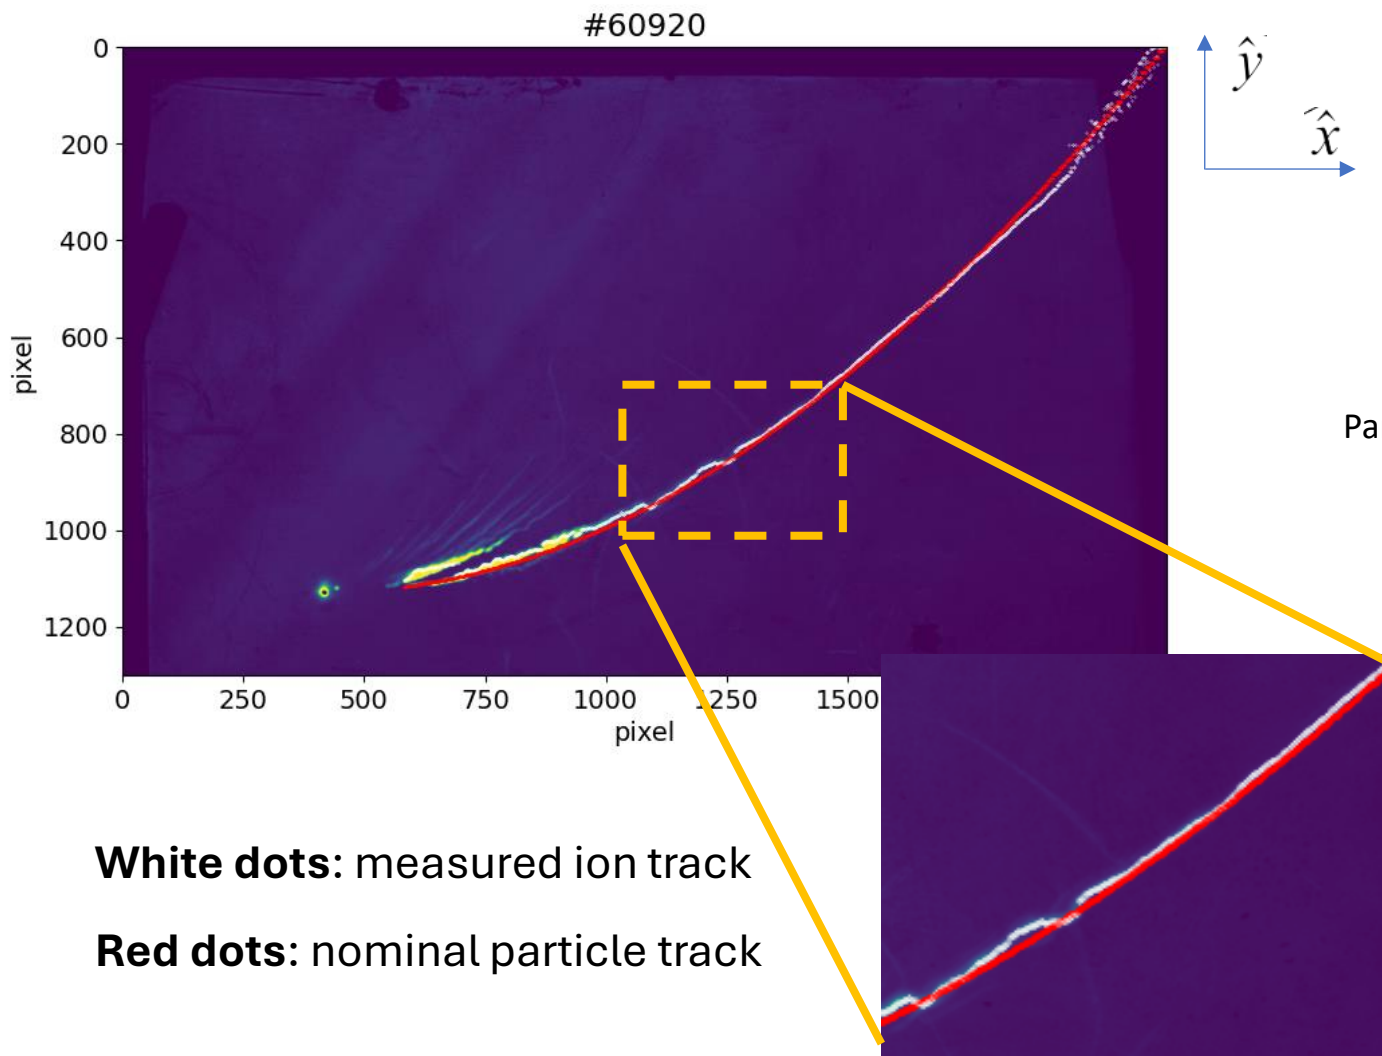 #60920
0
200
400
600
800
1000
1200
pixel
0 250 500 750 1000 1250 1500
pixel
ŷ
x̂
Pa
White dots: measured ion track
Red dots: nominal particle track